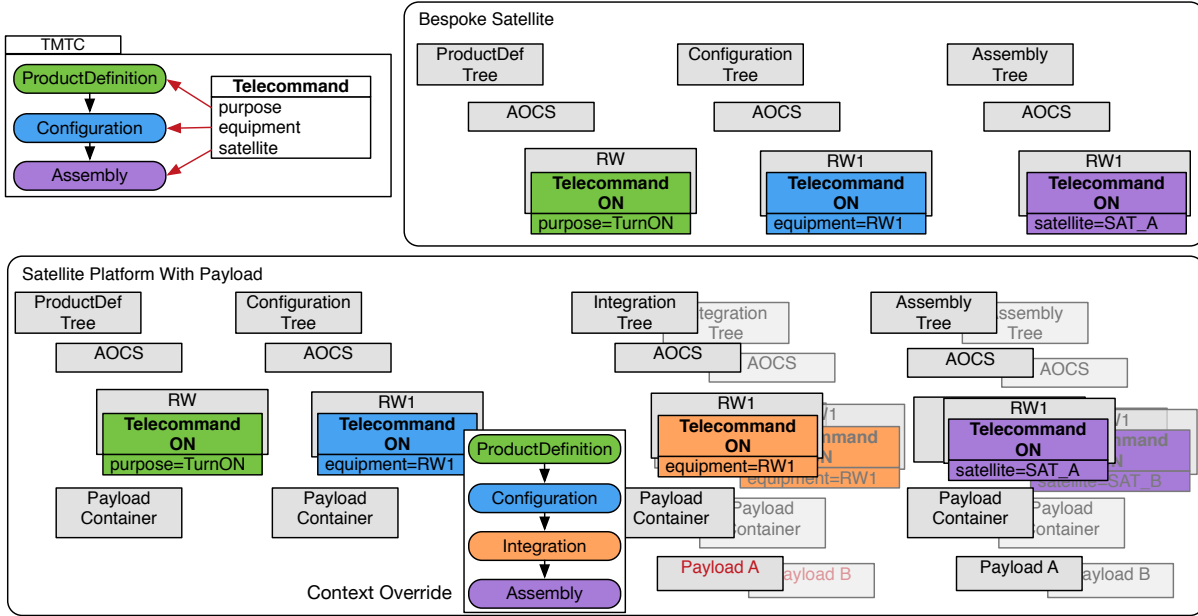 TMTC
ProductDefinition
Configuration
Assembly
Telecommand
purpose
equipment
satellite
Bespoke Satellite
ProductDef
Tree
AOCS
RW
Telecommand
ON
purpose=TurnON
Configuration
Tree
AOCS
RW1
Telecommand
ON
equipment=RW1
Assembly
Tree
AOCS
RW1
Telecommand
ON
satellite=SAT_A
Satellite Platform With Payload
ProductDef
Tree
AOCS
RW
Telecommand
ON
purpose=TurnON
Payload
Container
Configuration
Tree
AOCS
RW1
Telecommand
ON
equipment=RW1
Payload
Container
ProductDefinition
Configuration
Integration
Assembly
Context Override
Integration
Tree
AOCS
RW1
Telecommand
ON
equipment=RW1
Payload
Container
Payload A
Tree
AOCS
equipment=RW1
Payload
Container
Assembly
Tree
AOCS
RW1
Telecommand
ON
satellite=SAT_A
Payload
Container
Payload A
Tree
AOCS
satellite=SAT_B
Payload
Container